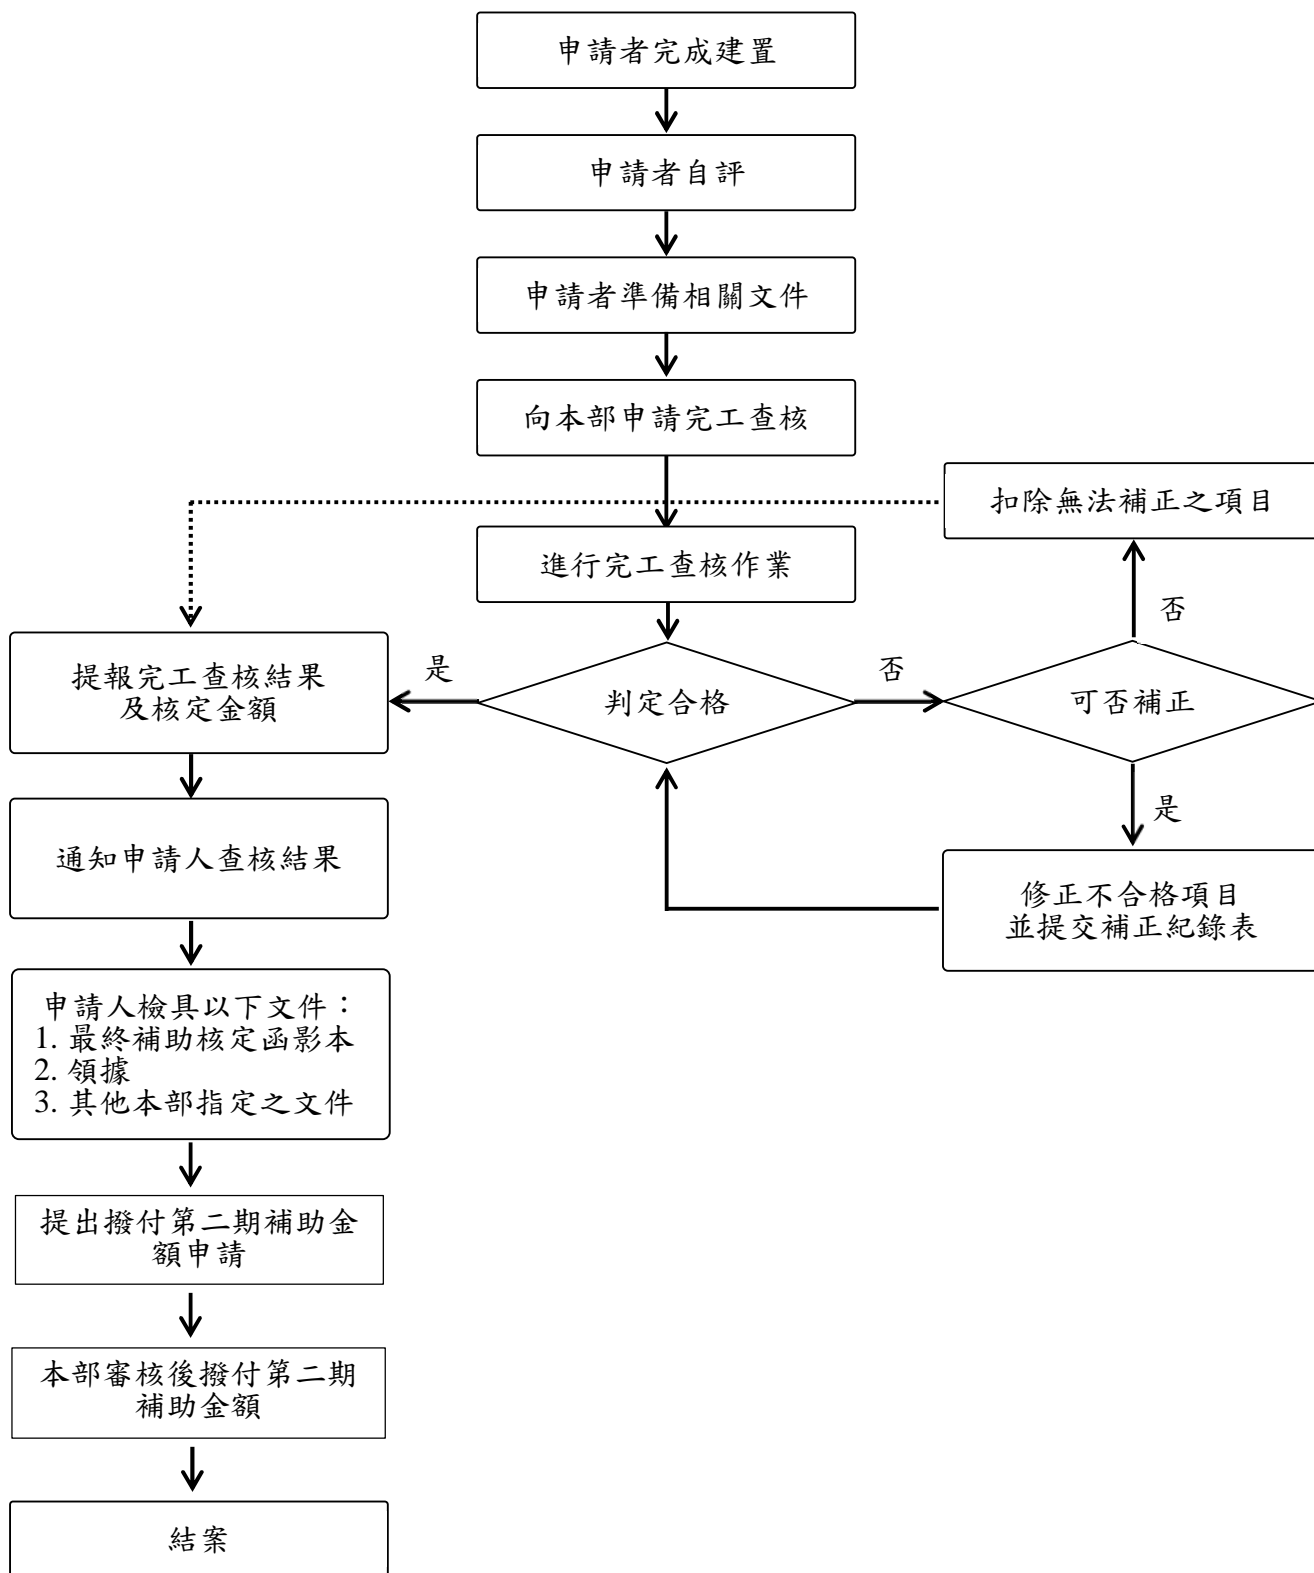 申請者完成建置
申請者自評
申請者準備相關文件
向本部申請完工查核
扣除無法補正之項目
進行完工查核作業
否
提報完工查核結果
及核定金額
是
判定合格
否
可否補正
是
通知申請人查核結果
修正不合格項目
並提交補正紀錄表
申請人檢具以下文件：
1. 最終補助核定函影本
2. 領據
3. 其他本部指定之文件
提出撥付第二期補助金
額申請
本部審核後撥付第二期
補助金額
結案